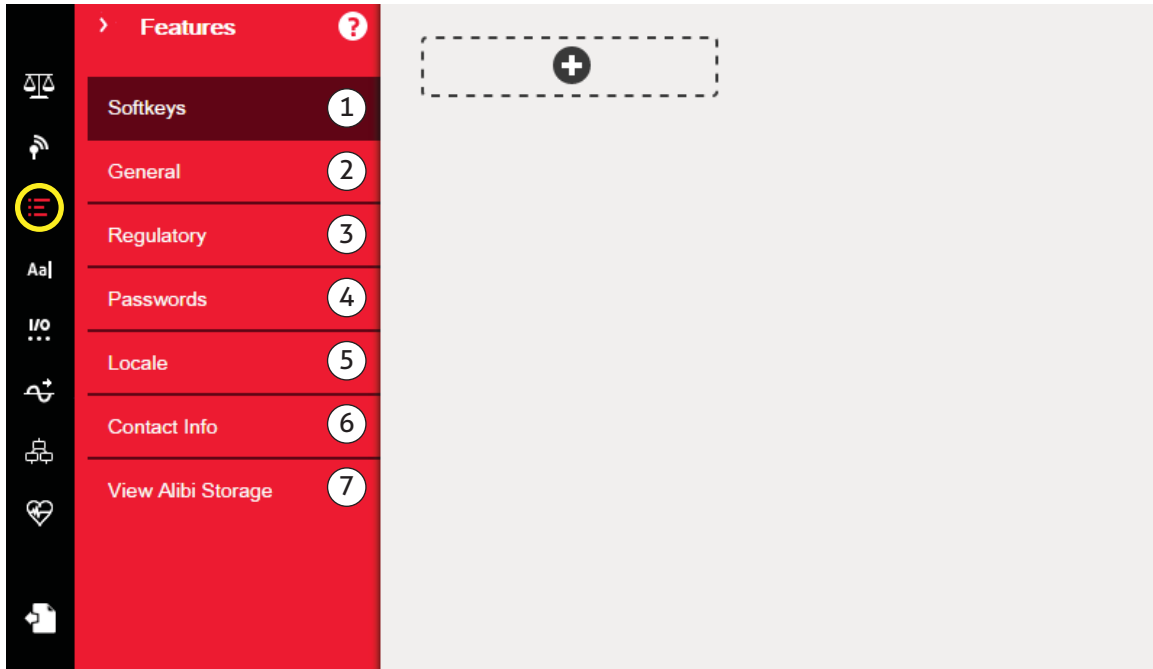 Features
?
Softkeys 1
General 2
Regulatory 3
Aa
Passwords 4
I/O
Locale 5
Contact Info 6
View Alibi Storage 7